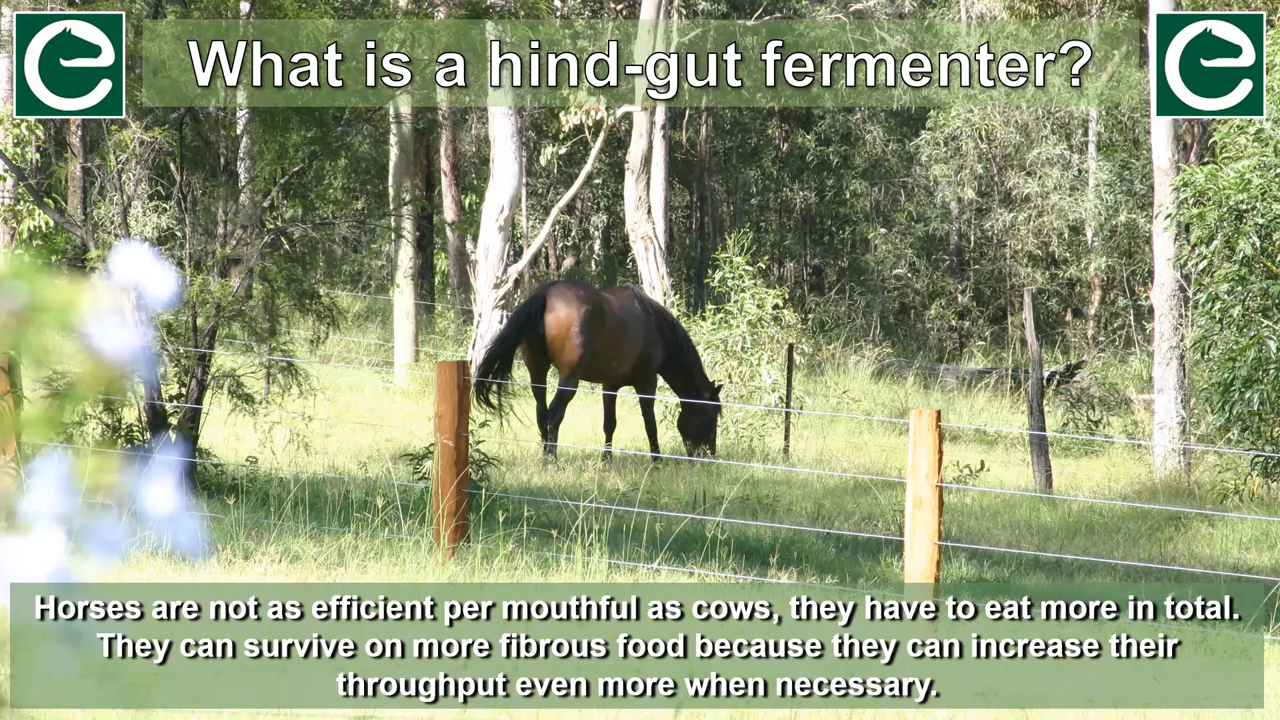 What is a hind-gut fermenter?
Horses are not as efficient per mouthful as cows, they have to eat more in total.
They can survive on more fibrous food because they can increase their
throughput even more when necessary.